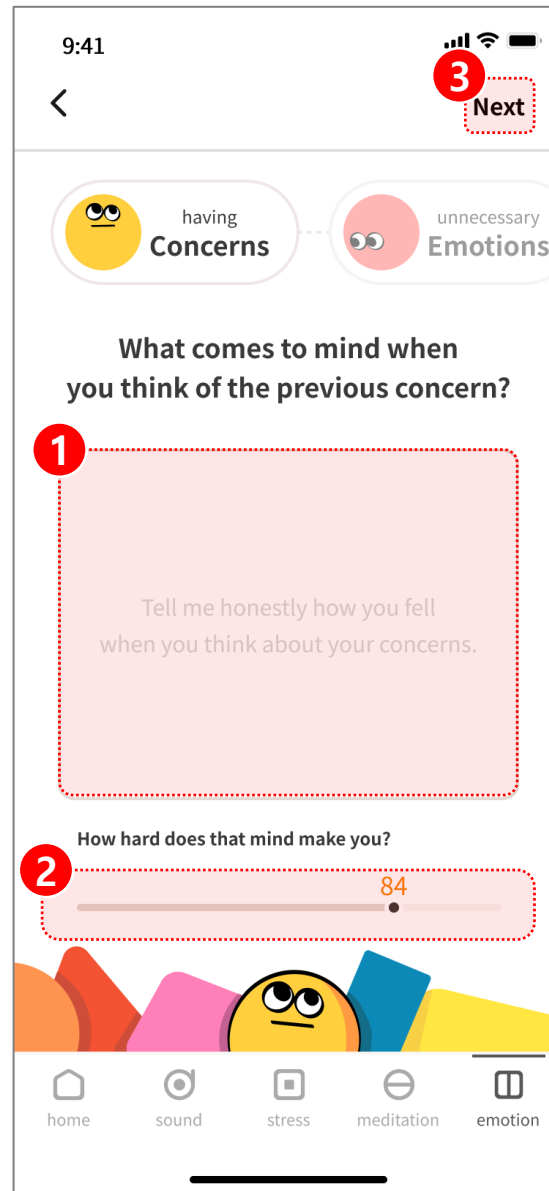 9:41
3
Next
having
Concerns
unnecessary
Emotions
What comes to mind when
you think of the previous concern?
1
Tell me honestly how you fell
when you think about your concerns.
How hard does that mind make you?
2
84
home
sound
stress
meditation
emotion